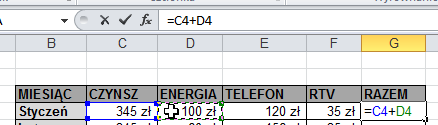 A
=C4+D4
B C D E F G
MIESIĄC CZYNSZ ENERGIA TELEFON RTV RAZEM
Styczeń 345 zł 100 zł 120 zł 35 zł =C4+D4